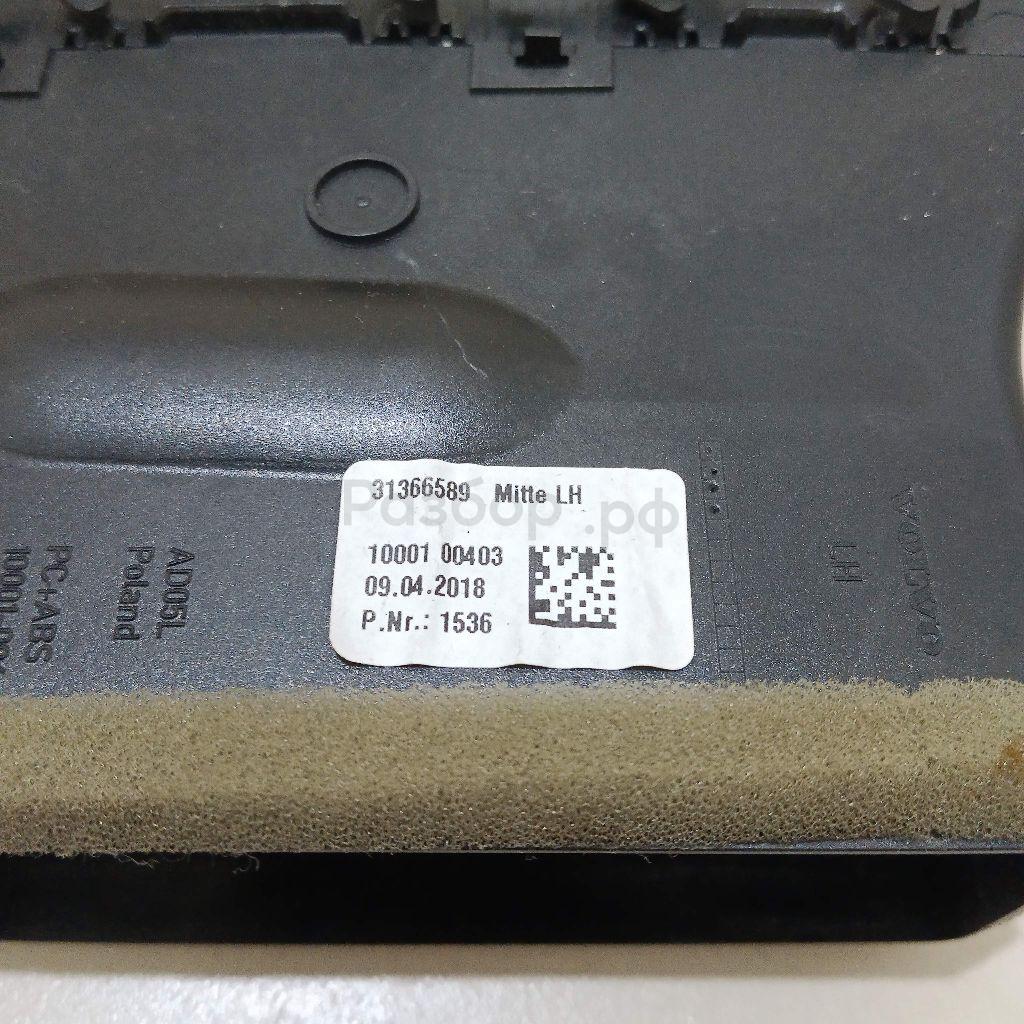 31366589 Mitte LH
Разбор.рф
10001 00403
09.04.2018
P.Nr.: 1536
AD05L
Poland
PC+ABS
LH